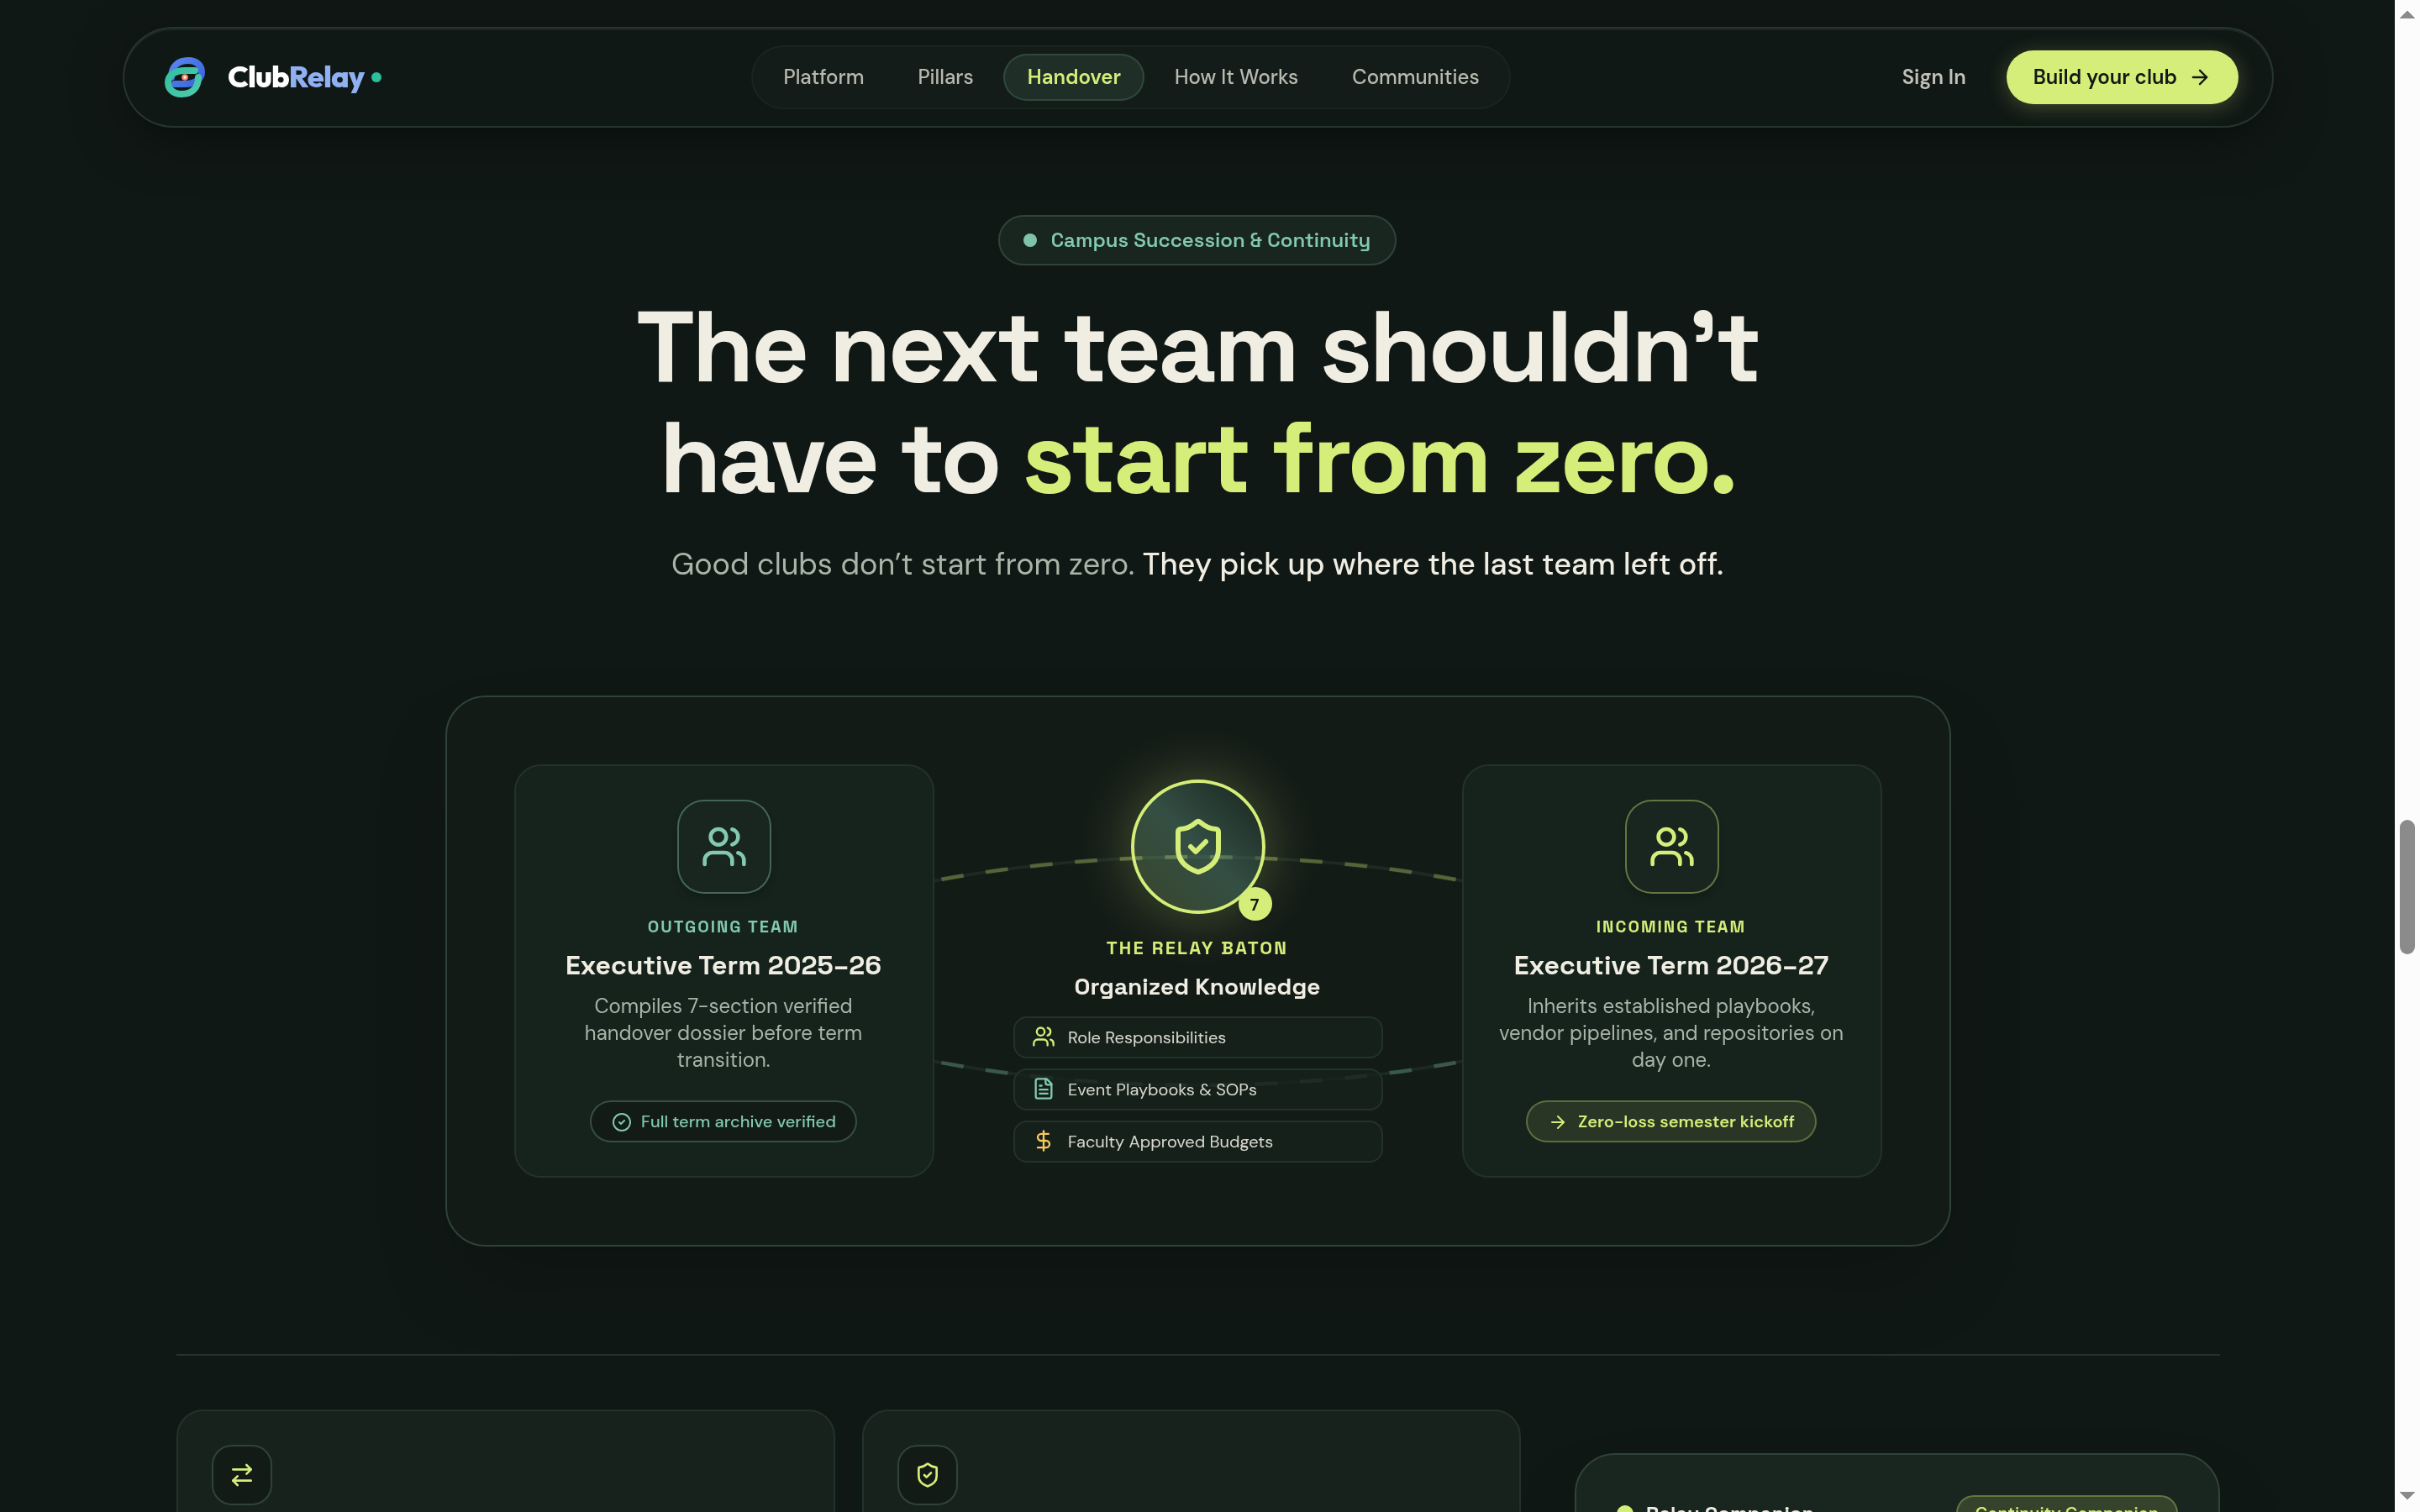 ClubRelay
Platform
Pillars
Handover
How It Works
Communities
Sign In
Build your club
Campus Succession & Continuity
The next team shouldn’t
have to start from zero.
Good clubs don’t start from zero. They pick up where the last team left off.
OUTGOING TEAM
Executive Term 2025–26
Compiles 7-section verified
handover dossier before term
transition.
Full term archive verified
7
THE RELAY BATON
Organized Knowledge
Role Responsibilities
Event Playbooks & SOPs
Faculty Approved Budgets
INCOMING TEAM
Executive Term 2026–27
Inherits established playbooks,
vendor pipelines, and repositories on
day one.
Zero-loss semester kickoff
Relay Companion
Continuity Companion